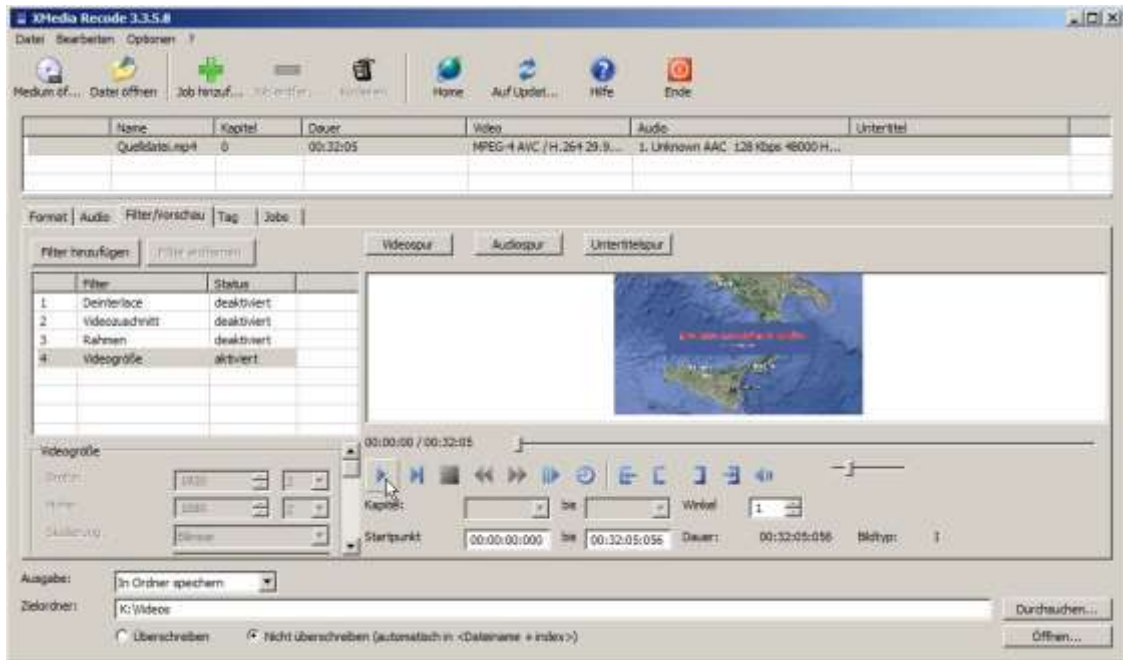 XMedia Recode 3.3.5.8
Datei Bearbeiten Optionen ?
Medium öf... Datei öffnen Job hinzuf... Home Auf Updat... Hilfe Ende
Name Kapitel Dauer Video Audio Untertitel
Quelldatei.mp4 0 00:32:05 MPEG-4 AVC / H.264 29.9... 1. Unknown AAC 128 Kbps 48000 H...
Format Audio Filter/Vorschau Tag Jobs
Filter hinzufügen Filter entfernen Videospur Audiospur Untertitelspur
Filter Status
1 Deinterlace deaktiviert
2 Videozuschnitt deaktiviert
3 Rahmen deaktiviert
4 Videogröße aktiviert
00:00:00 / 00:32:05
Videogröße
Kapitel: bis Winkel 1
Startpunkt 00:00:00:000 bis 00:32:05:056 Dauer: 00:32:05:056 Bildtyp: I
Ausgabe: In Ordner speichern
Zielordner: K:\Videos Durchsuchen...
Überschreiben Nicht überschreiben (automatisch in <Dateiname + index>) Öffnen...